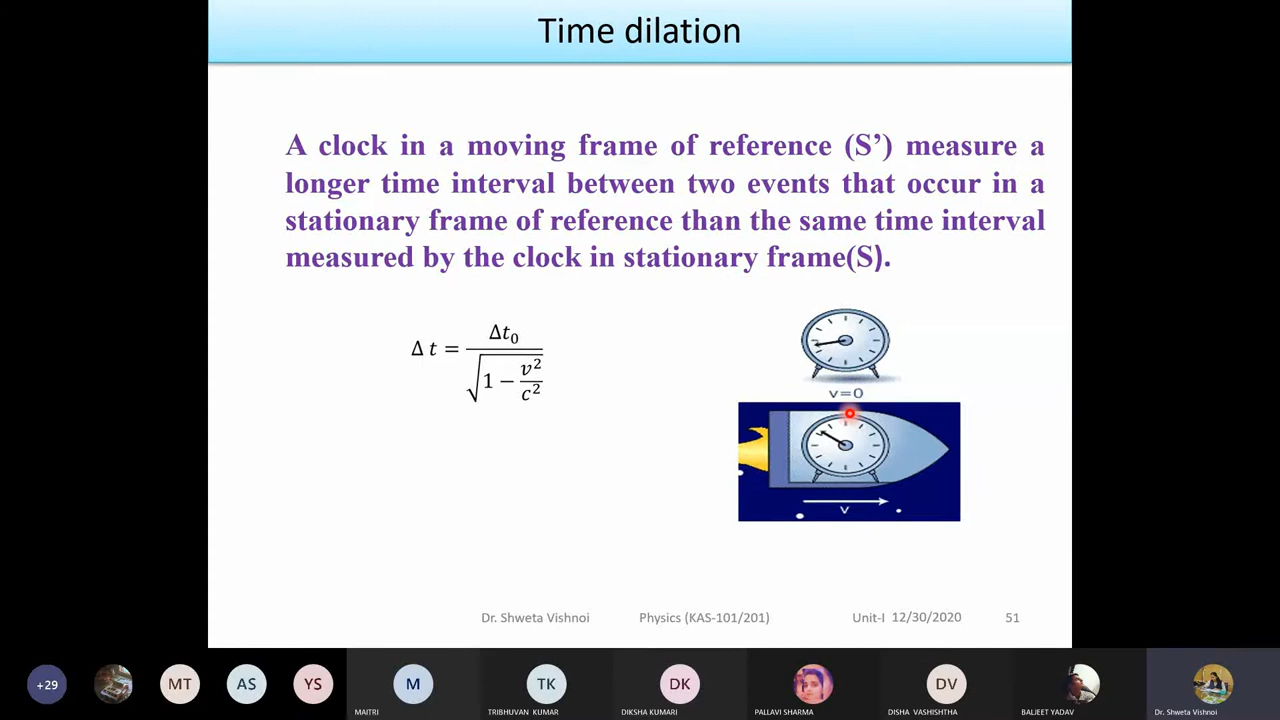 Time dilation
A clock in a moving frame of reference (S’) measure a
longer time interval between two events that occur in a
stationary frame of reference than the same time interval
measured by the clock in stationary frame(S).
Δ t = Δt₀ / √(1 − v²/c²)
v=0
v
Dr. Shweta Vishnoi Physics (KAS-101/201) Unit-I 12/30/2020 51
+29 MT AS YS M TK DK DV
MAITRI TRIBHUVAN KUMAR DIKSHA KUMARI PALLAVI SHARMA DISHA VASHISHTHA BALJEET YADAV Dr. Shweta Vishnoi